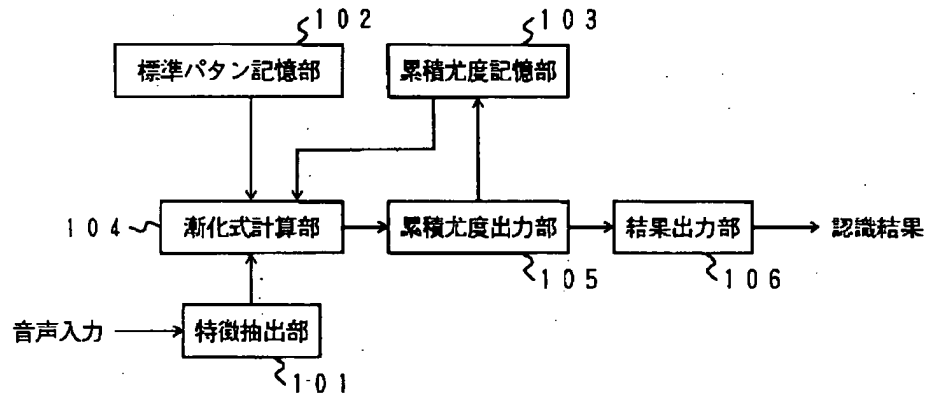 102
103
標準パタン記憶部
累積尤度記憶部
104
漸化式計算部
累積尤度出力部
結果出力部
認識結果
105
106
音声入力
特徴抽出部
101